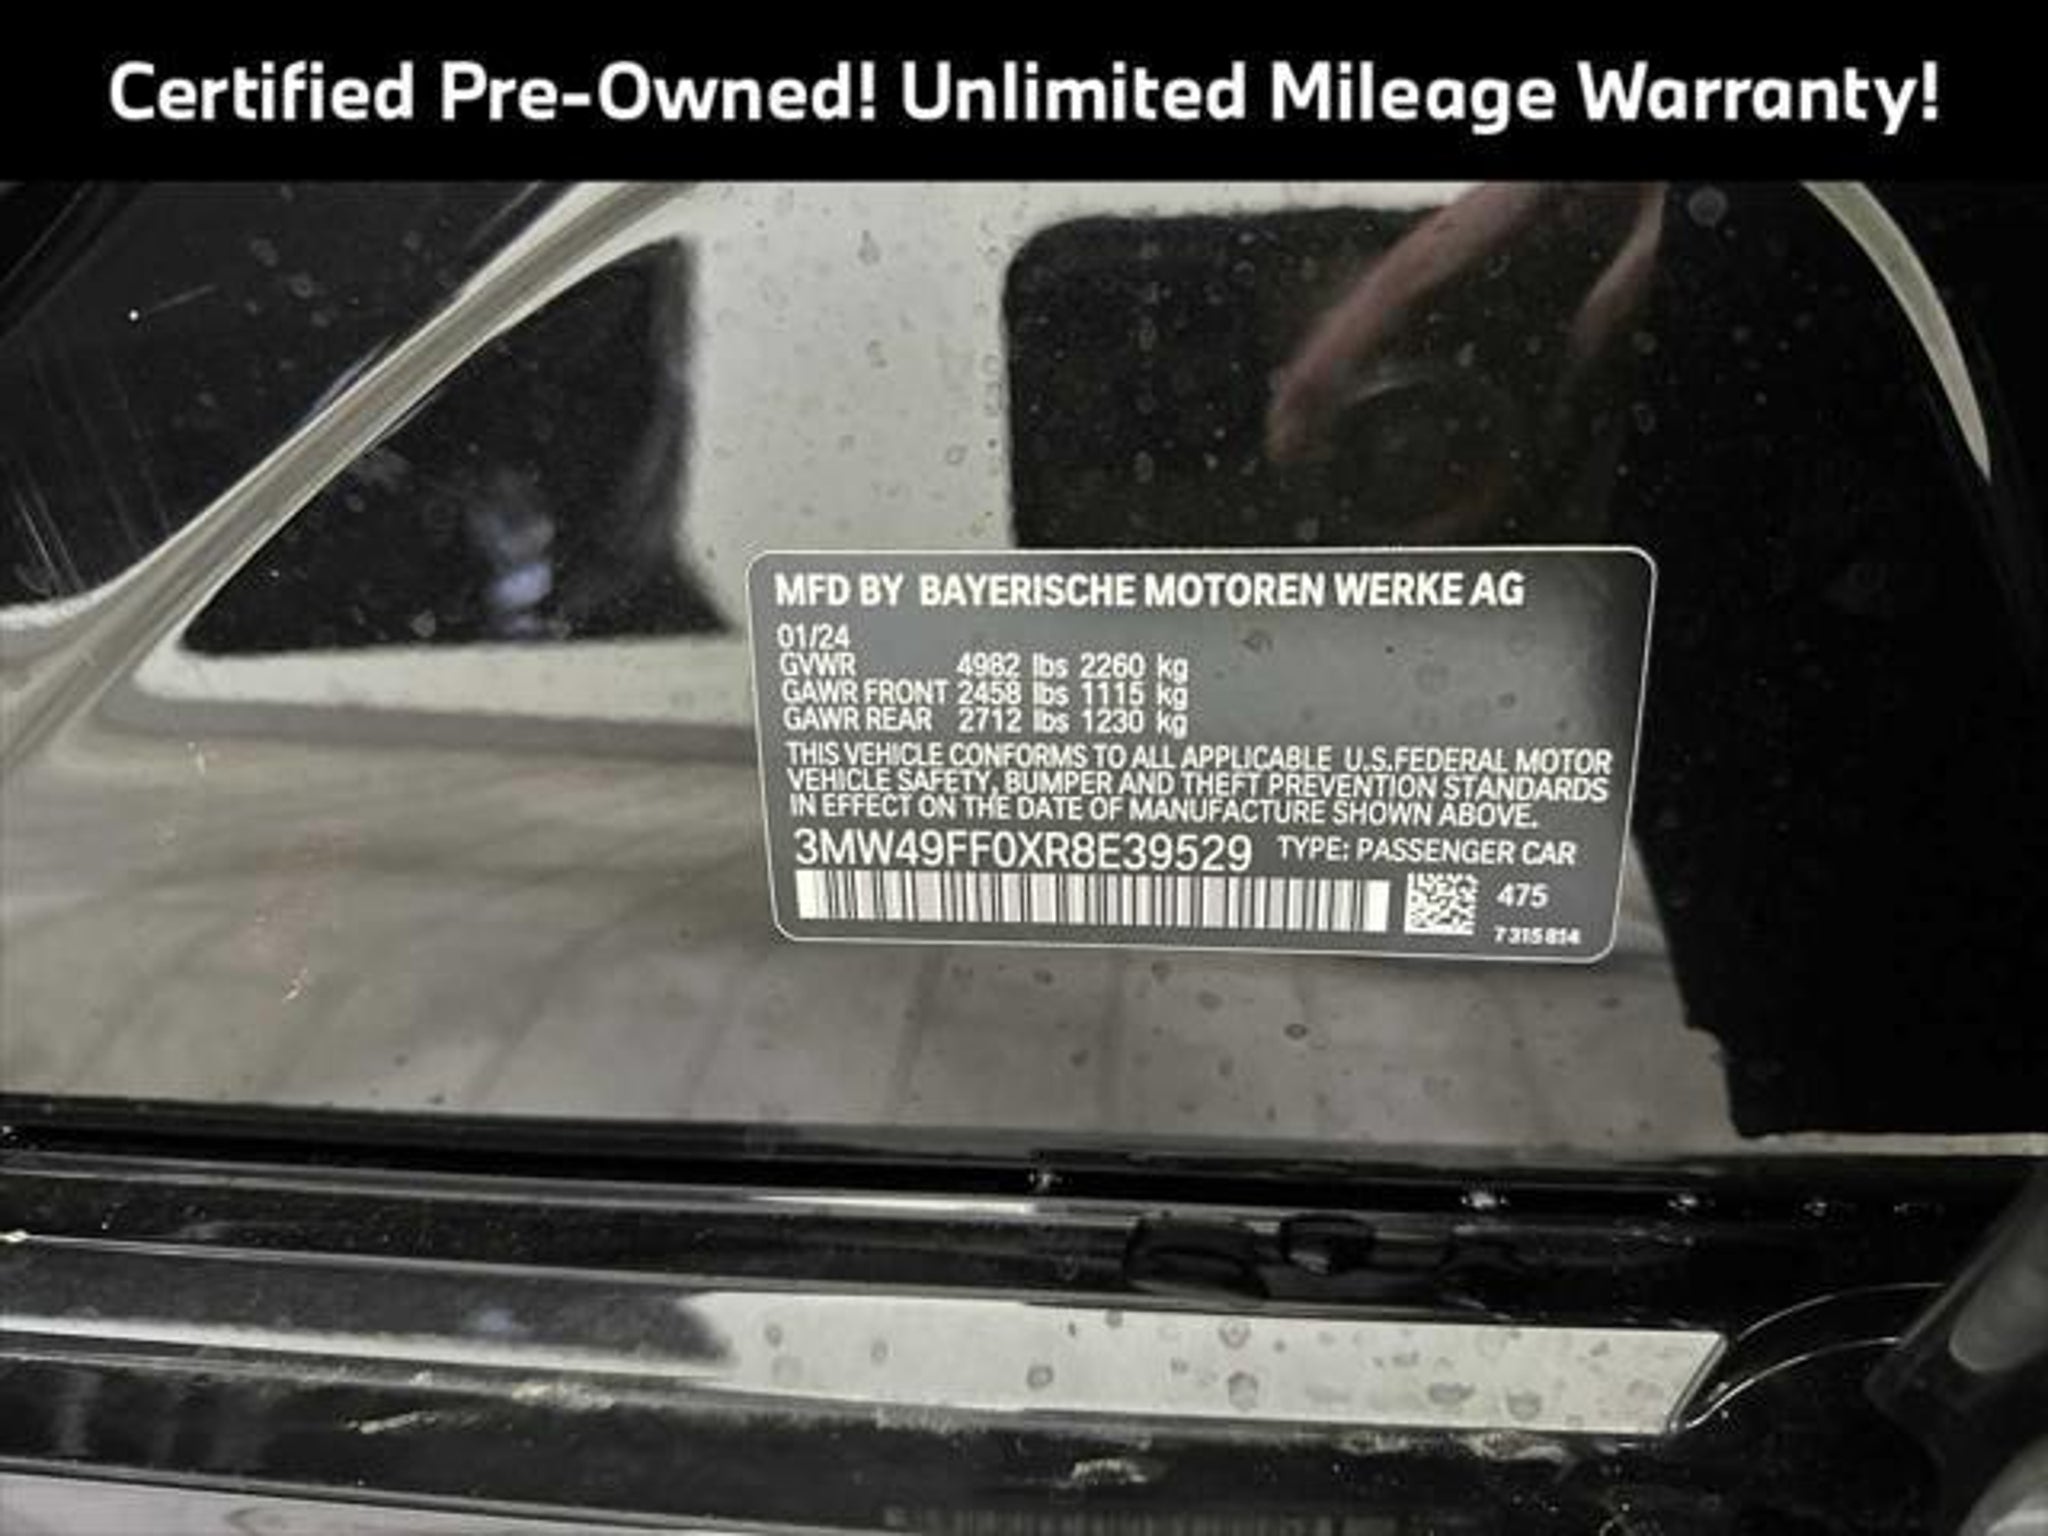 Certified Pre-Owned! Unlimited Mileage Warranty!
MFD BY BAYERISCHE MOTOREN WERKE AG
01/24
GVWR 4982 lbs 2260 kg
GAWR FRONT 2458 lbs 1115 kg
GAWR REAR 2712 lbs 1230 kg
THIS VEHICLE CONFORMS TO ALL APPLICABLE U.S.FEDERAL MOTOR
VEHICLE SAFETY, BUMPER AND THEFT PREVENTION STANDARDS
IN EFFECT ON THE DATE OF MANUFACTURE SHOWN ABOVE.
3MW49FF0XR8E39529 TYPE: PASSENGER CAR
475
7 315 814